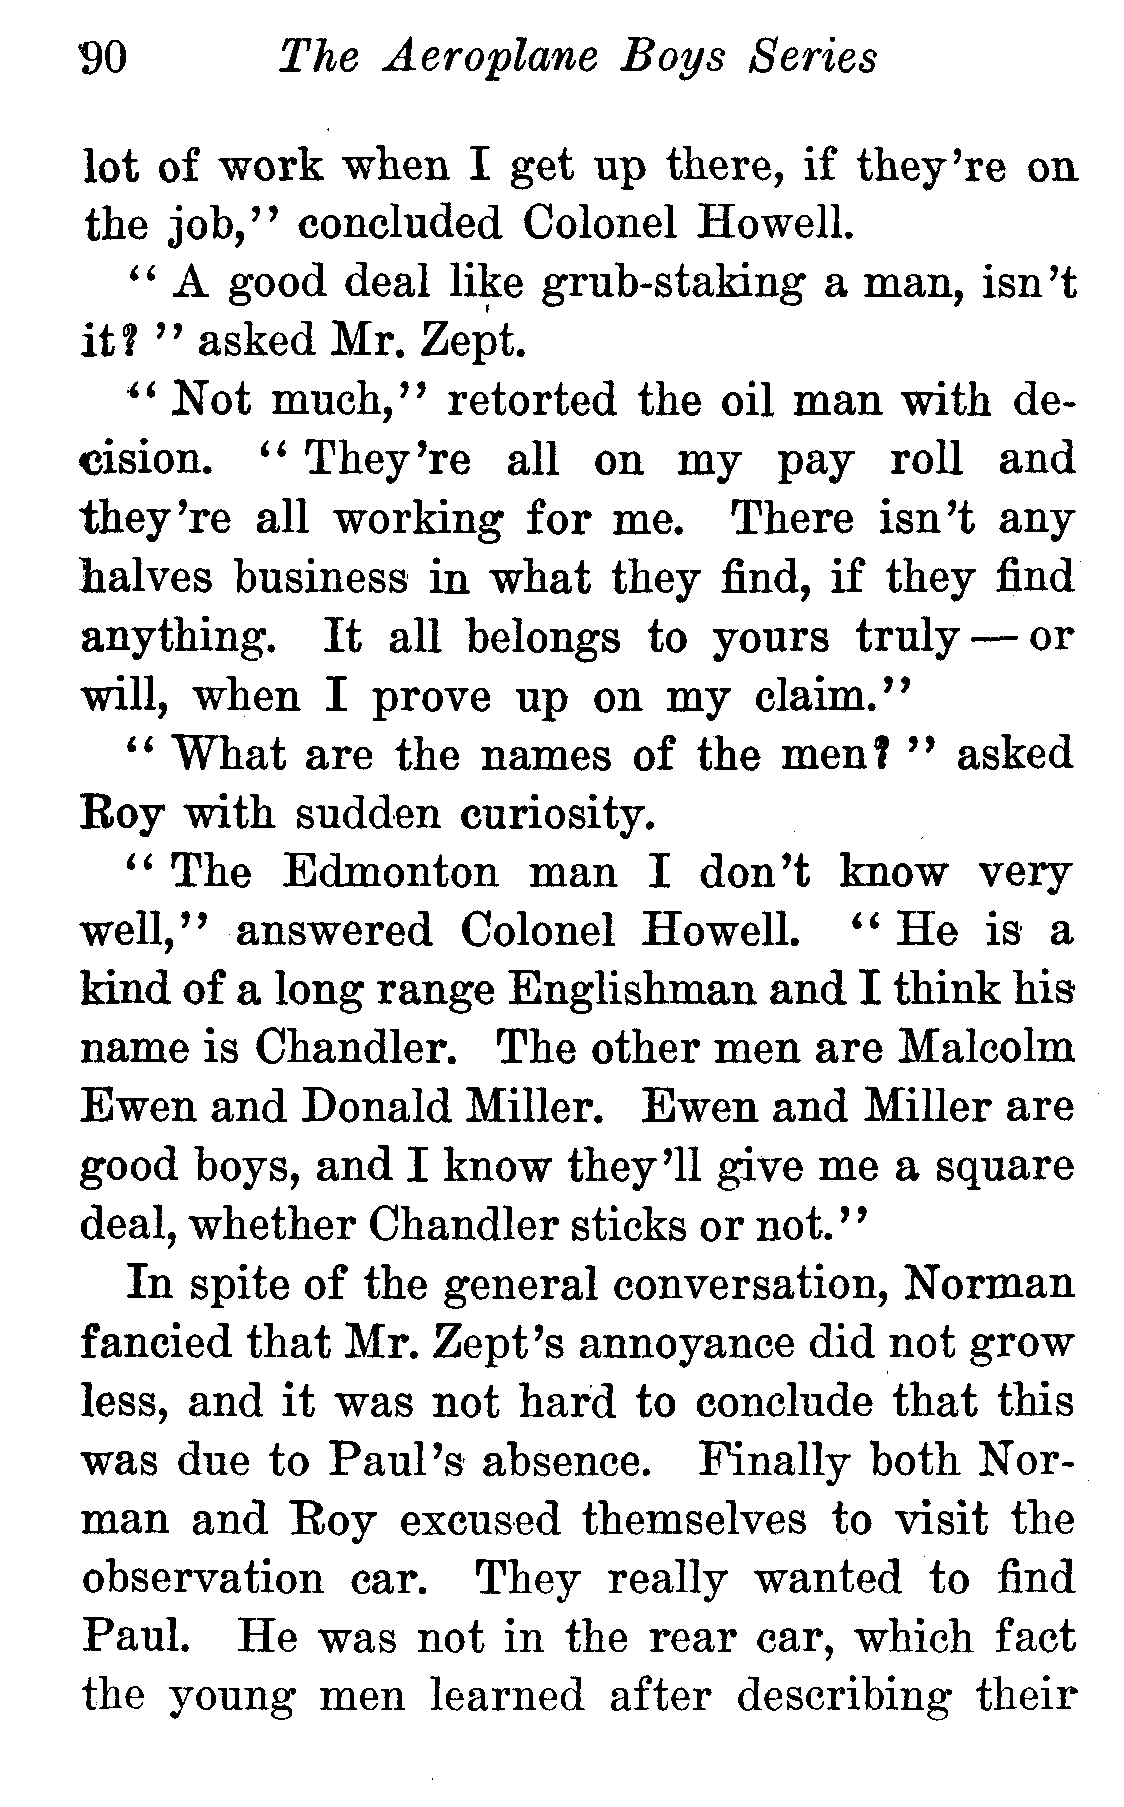 90 The Aeroplane Boys Series
lot of work when I get up there, if they're on
the job,'' concluded Colonel Howell.
'' A good deal like grub-staking a man, isn't
it? '' asked Mr. Zept.
'' Not much,'' retorted the oil man with de-
cision. '' They're all on my pay roll and
they're all working for me. There isn't any
halves business in what they find, if they find
anything. It all belongs to yours truly — or
will, when I prove up on my claim.''
'' What are the names of the men? '' asked
Roy with sudden curiosity.
'' The Edmonton man I don't know very
well,'' answered Colonel Howell. '' He is a
kind of a long range Englishman and I think his
name is Chandler. The other men are Malcolm
Ewen and Donald Miller. Ewen and Miller are
good boys, and I know they'll give me a square
deal, whether Chandler sticks or not.''
In spite of the general conversation, Norman
fancied that Mr. Zept's annoyance did not grow
less, and it was not hard to conclude that this
was due to Paul's absence. Finally both Nor-
man and Roy excused themselves to visit the
observation car. They really wanted to find
Paul. He was not in the rear car, which fact
the young men learned after describing their